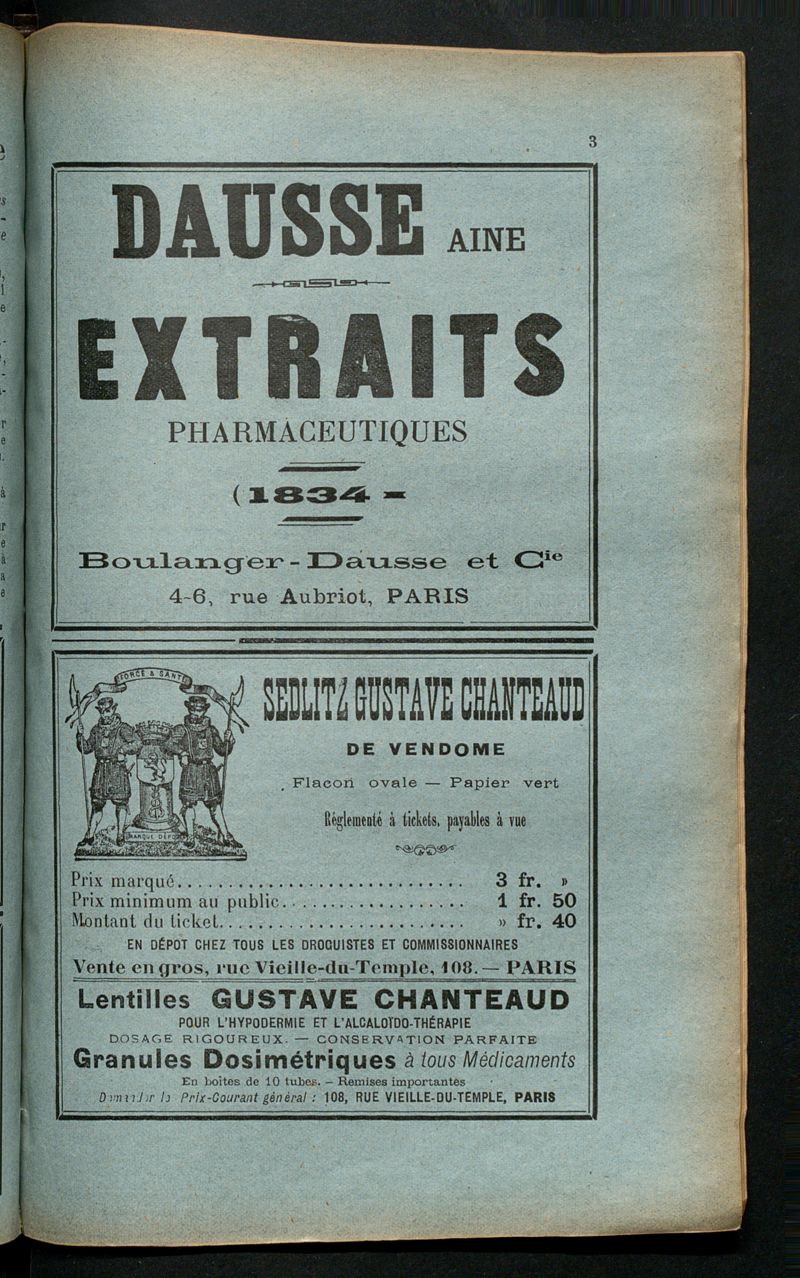 3
DAUSSE AINE
EXTRAITS
PHARMACEUTIQUES
(1834 -
Boulanger-Dausse et Cie
4-6, rue Aubriot, PARIS
FORCE & SANTÉ
SEDLITZ GUSTAVE CHANTEAUD
DE VENDOME
Flacon ovale — Papier vert
Réglementé à tickets, payables à vue
MARQUE DÉPO
Prix marqué............................ 3 fr. »
Prix minimum au public.................. 1 fr. 50
Montant du ticket........................ » fr. 40
EN DÉPOT CHEZ TOUS LES DROGUISTES ET COMMISSIONNAIRES
Vente en gros, rue Vieille-du-Temple, 108. — PARIS
Lentilles GUSTAVE CHANTEAUD
POUR L'HYPODERMIE ET L'ALCALOÏDO-THÉRAPIE
DOSAGE RIGOUREUX. — CONSERVATION PARFAITE
Granules Dosimétriques à tous Médicaments
En boîtes de 10 tubes. — Remises importantes
Prix-Courant général : 108, RUE VIEILLE-DU-TEMPLE, PARIS